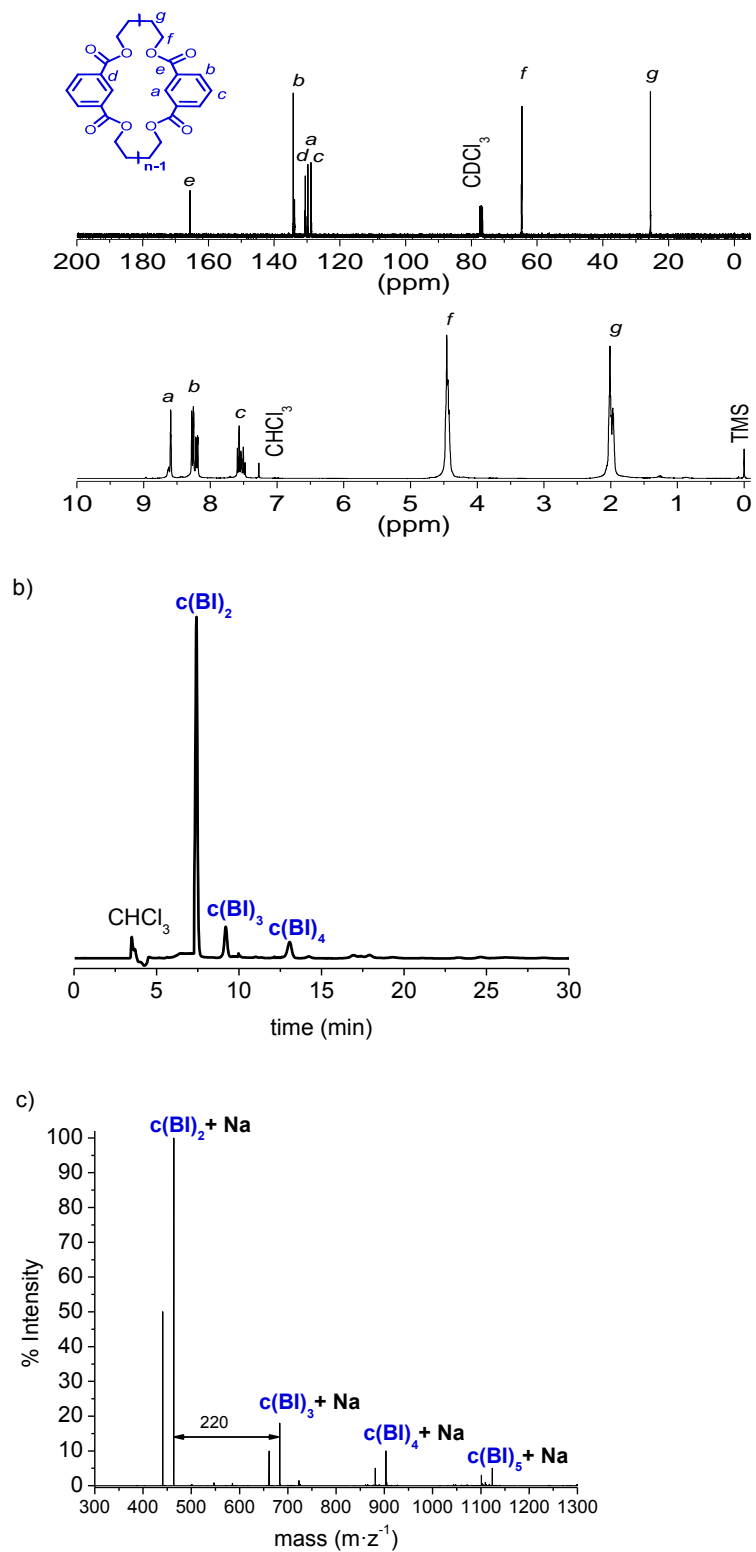 g
f
O O O O
e
d b
a c
O O O O
n-1
e
b
d
a
c
CDCl3
f
g
200 180 160 140 120 100 80 60 40 20 0
(ppm)
a
b
c
CHCl3
f
g
TMS
10 9 8 7 6 5 4 3 2 1 0
(ppm)
b)
c(BI)2
CHCl3
c(BI)3
c(BI)4
0 5 10 15 20 25 30
time (min)
c)
c(BI)2+ Na
100
90
80
70
60
50
40
30
20
10
0
% Intensity
220
c(BI)3+ Na
c(BI)4+ Na
c(BI)5+ Na
300 400 500 600 700 800 900 1000 1100 1200 1300
mass (m·z-1)